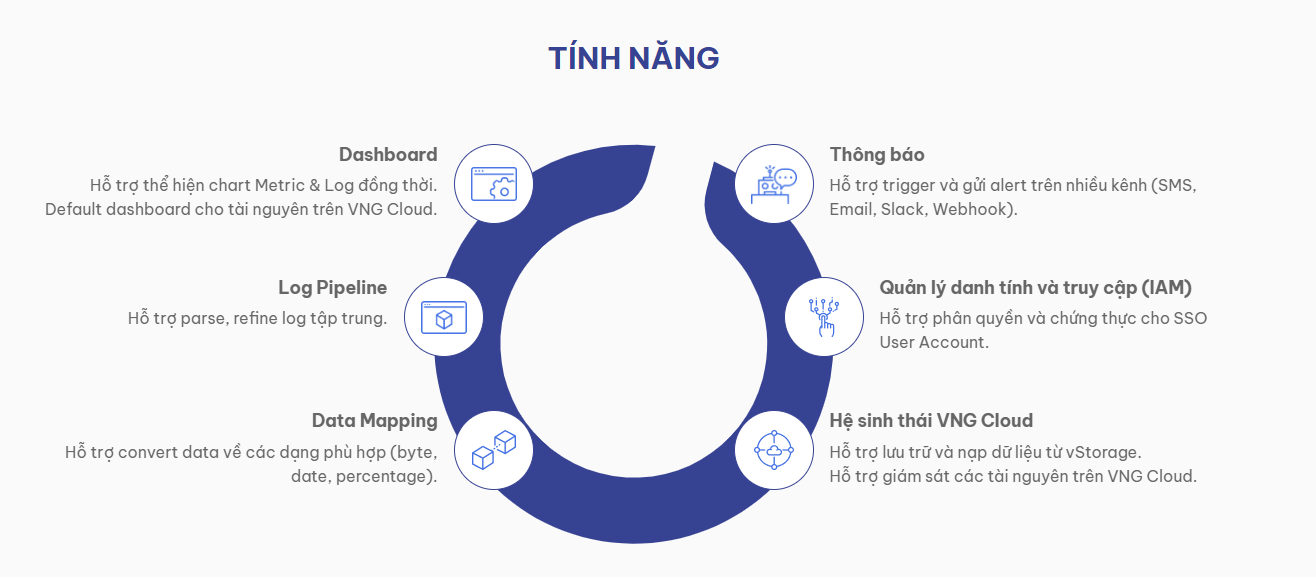 TÍNH NĂNG
Dashboard
Hỗ trợ thể hiện chart Metric & Log đồng thời.
Default dashboard cho tài nguyên trên VNG Cloud.
Log Pipeline
Hỗ trợ parse, refine log tập trung.
Data Mapping
Hỗ trợ convert data về các dạng phù hợp (byte,
date, percentage).
Thông báo
Hỗ trợ trigger và gửi alert trên nhiều kênh (SMS,
Email, Slack, Webhook).
Quản lý danh tính và truy cập (IAM)
Hỗ trợ phân quyền và chứng thực cho SSO
User Account.
Hệ sinh thái VNG Cloud
Hỗ trợ lưu trữ và nạp dữ liệu từ vStorage.
Hỗ trợ giám sát các tài nguyên trên VNG Cloud.